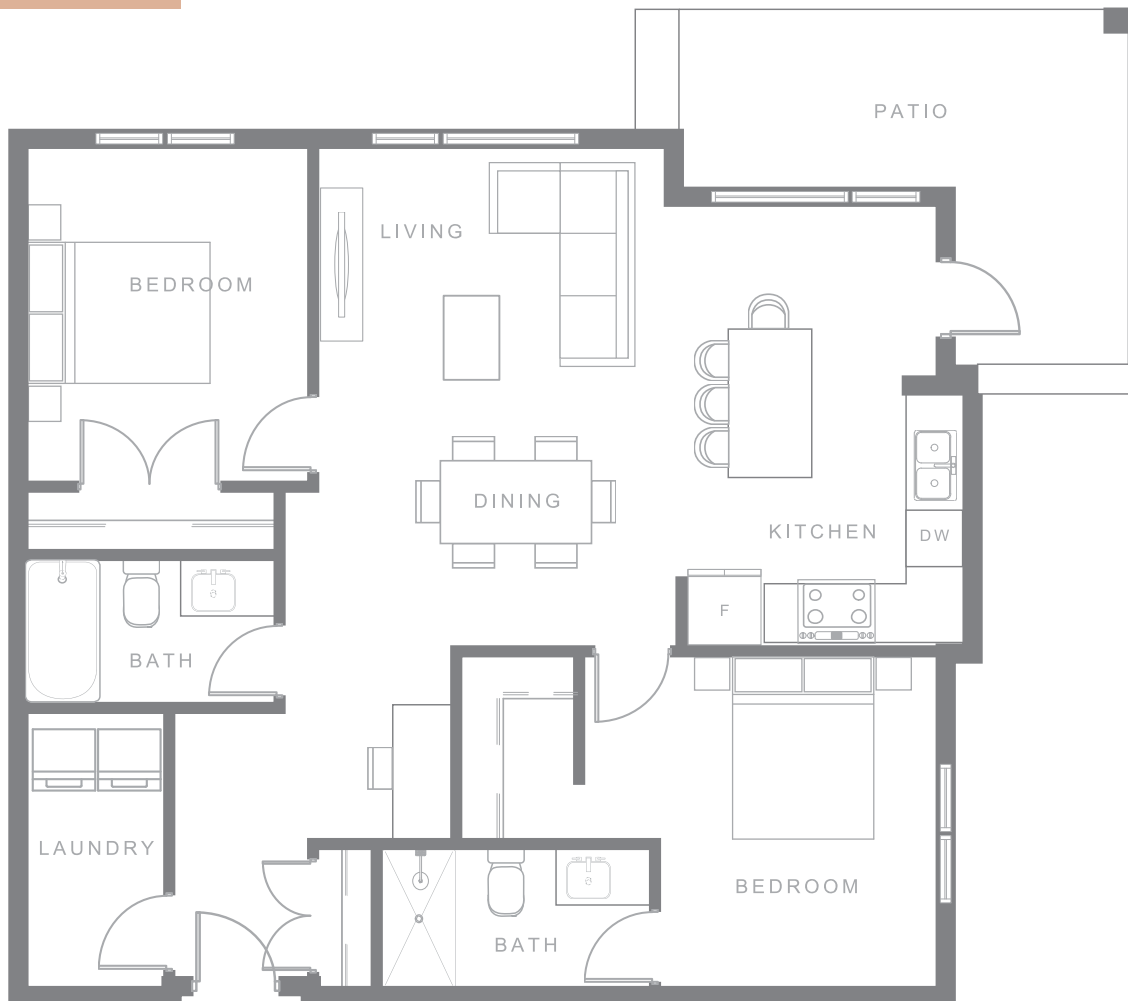 PATIO
LIVING
BEDROOM
DINING
KITCHEN
DW
F
BATH
LAUNDRY
BEDROOM
BATH